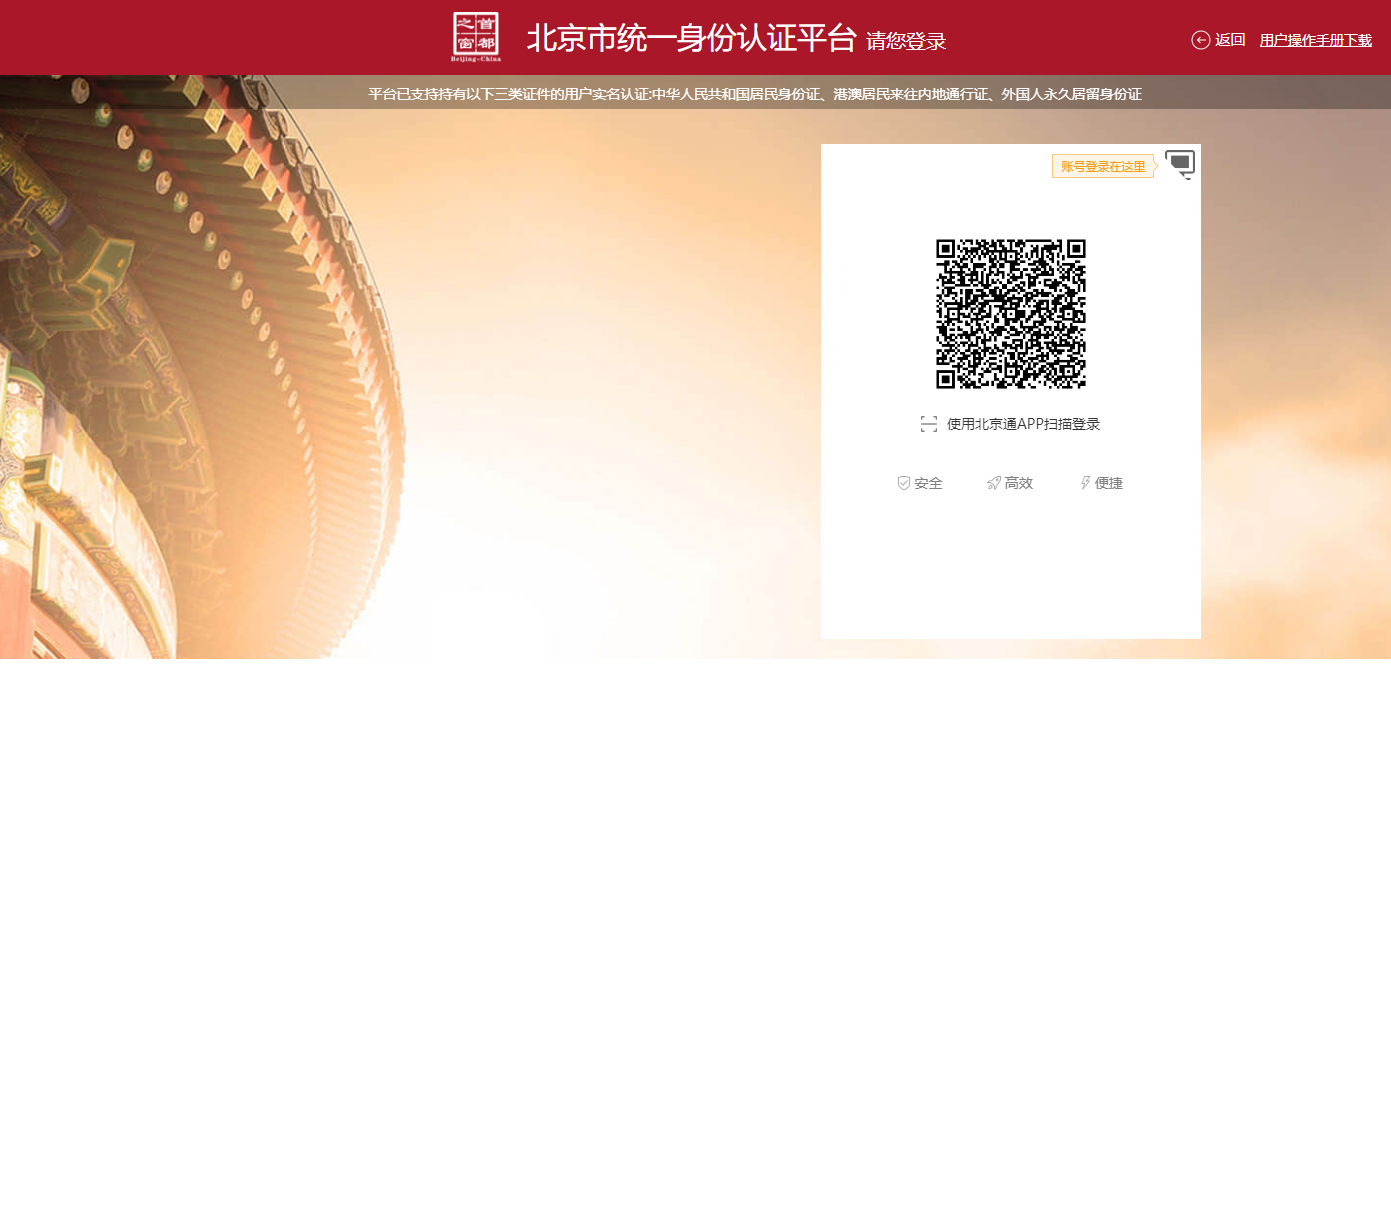 首都之窗
Beijing-China
北京市统一身份认证平台 请您登录
返回 用户操作手册下载
平台已支持持有以下三类证件的用户实名认证:中华人民共和国居民身份证、港澳居民来往内地通行证、外国人永久居留身份证
账号登录在这里
使用北京通APP扫描登录
安全 高效 便捷